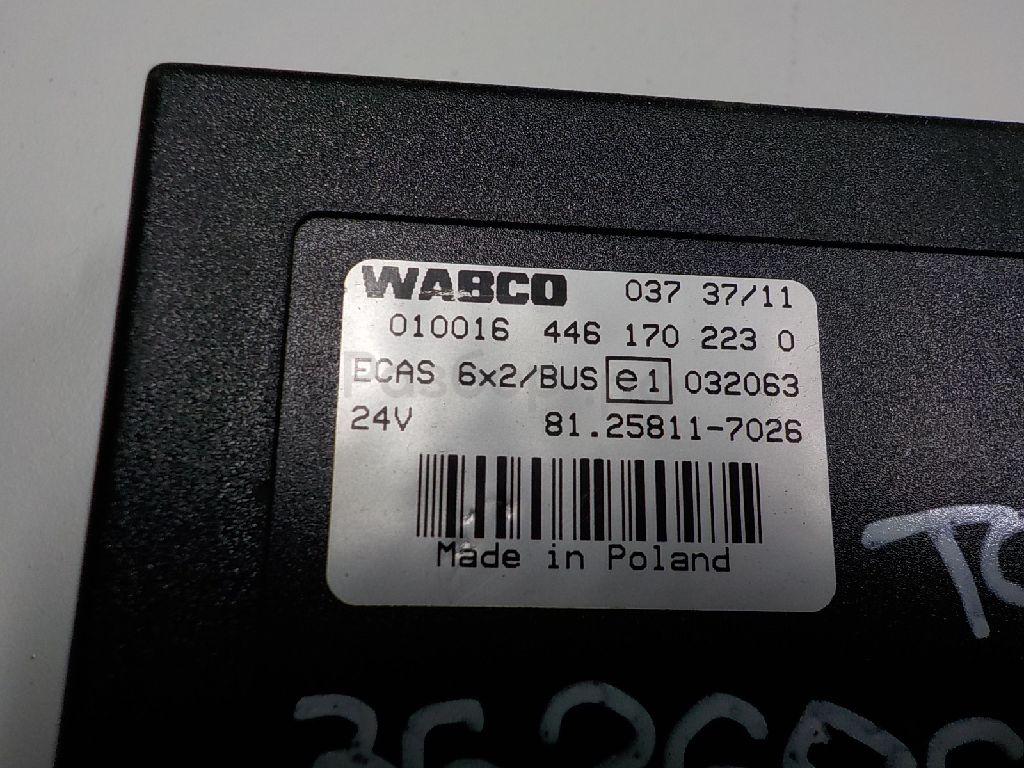 WABCO 037 37/11
010016 446 170 223 0
ECAS 6x2/BUS e1 032063
24V 81.25811-7026
Made in Poland